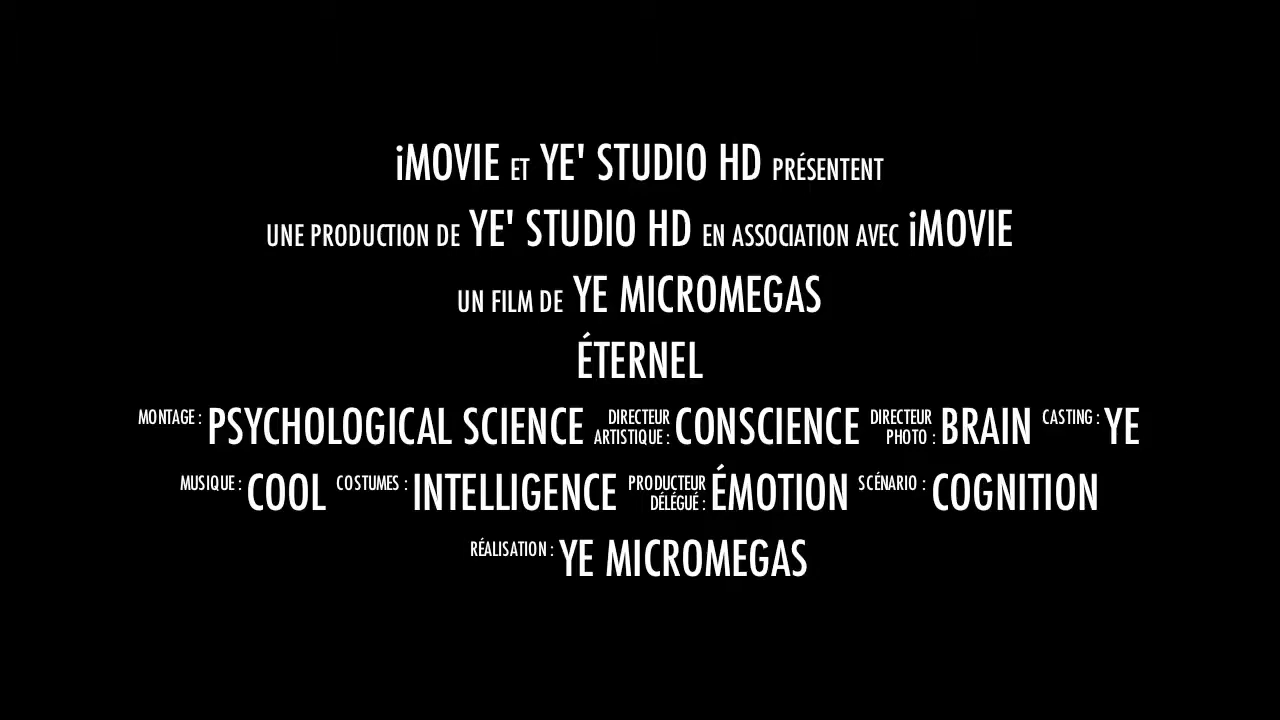 iMOVIE ET YE' STUDIO HD PRÉSENTENT
UNE PRODUCTION DE YE' STUDIO HD EN ASSOCIATION AVEC iMOVIE
UN FILM DE YE MICROMEGAS
ÉTERNEL
MONTAGE : PSYCHOLOGICAL SCIENCE DIRECTEUR ARTISTIQUE : CONSCIENCE DIRECTEUR PHOTO : BRAIN CASTING : YE
MUSIQUE : COOL COSTUMES : INTELLIGENCE PRODUCTEUR DÉLÉGUÉ : ÉMOTION SCÉNARIO : COGNITION
RÉALISATION : YE MICROMEGAS